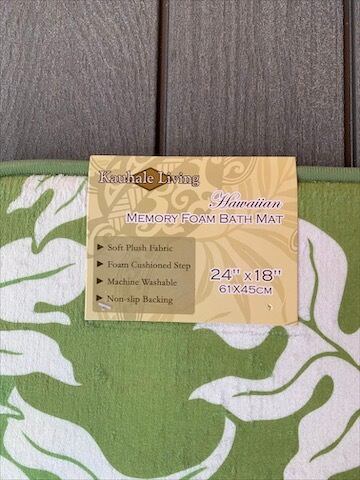 Kauhale Living
Hawaiian
MEMORY FOAM BATH MAT
▶ Soft Plush Fabric
▶ Foam Cushioned Step
▶ Machine Washable
▶ Non-slip Backing
24" x 18"
61X45CM